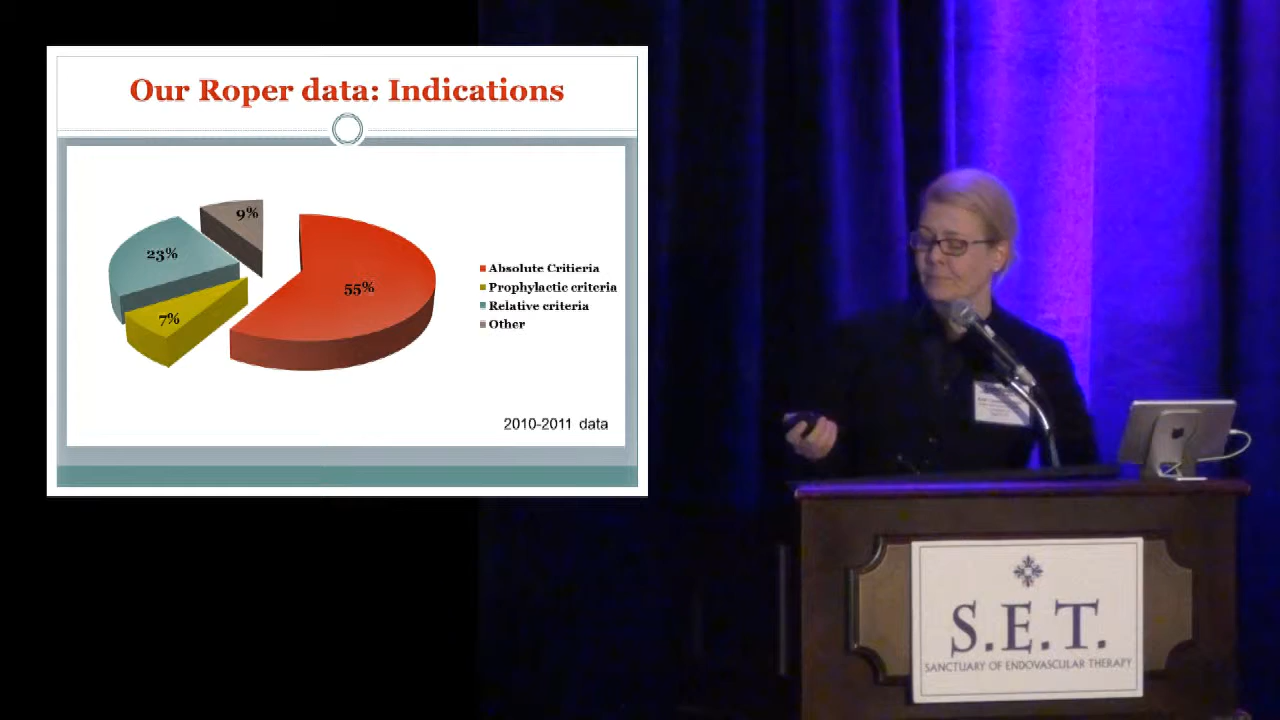 Our Roper data: Indications
9%
23%
55%
7%
Absolute Critieria
Prophylactic criteria
Relative criteria
Other
2010-2011 data
S.E.T.
SANCTUARY OF ENDOVASCULAR THERAPY